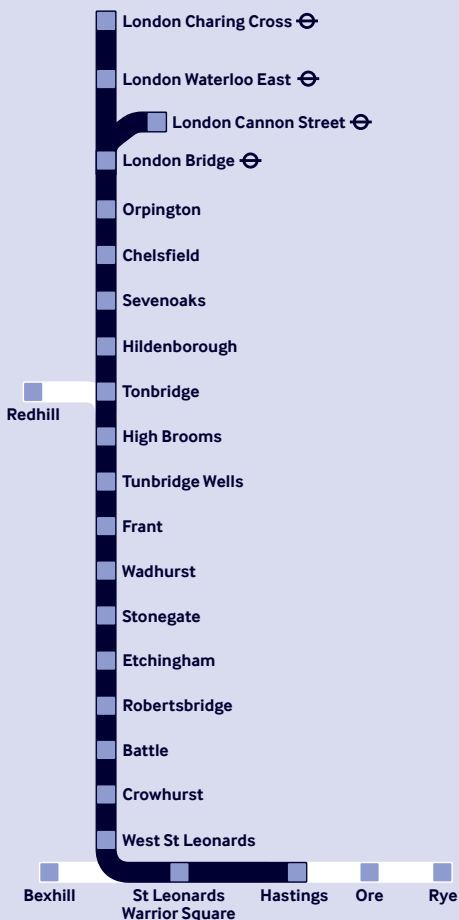 London Charing Cross
London Waterloo East
London Cannon Street
London Bridge
Orpington
Chelsfield
Sevenoaks
Hildenborough
Tonbridge
Redhill
High Brooms
Tunbridge Wells
Frant
Wadhurst
Stonegate
Etchingham
Robertsbridge
Battle
Crowhurst
West St Leonards
Bexhill
St Leonards
Warrior Square
Hastings
Ore
Rye